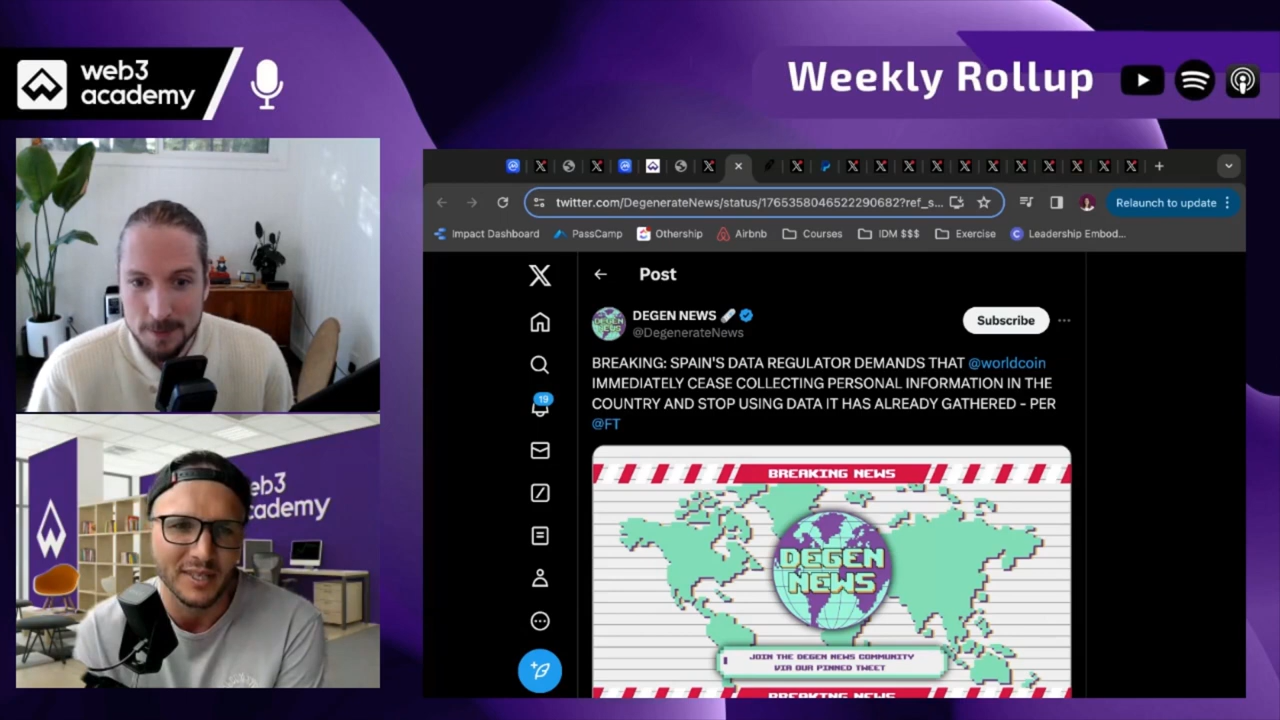 web3
academy
Weekly Rollup
twitter.com/DegenerateNews/status/1765358046522290682?ref_s...
Relaunch to update
Impact Dashboard
PassCamp
Othership
Airbnb
Courses
IDM $$$
Exercise
Leadership Embod...
Post
DEGEN NEWS
@DegenerateNews
Subscribe
BREAKING: SPAIN'S DATA REGULATOR DEMANDS THAT @worldcoin
IMMEDIATELY CEASE COLLECTING PERSONAL INFORMATION IN THE
COUNTRY AND STOP USING DATA IT HAS ALREADY GATHERED - PER
@FT
19
BREAKING NEWS
DEGEN
NEWS
JOIN THE DEGEN NEWS COMMUNITY
VIA OUR PINNED TWEET
BREAKING NEWS
eb3
cademy